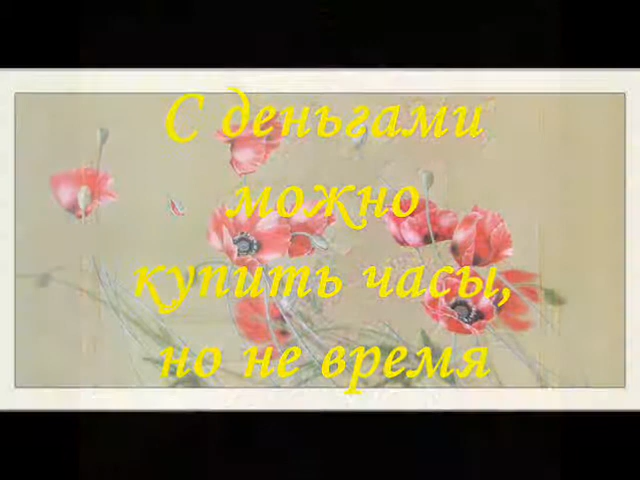 С деньгами
можно
купить часы,
но не время